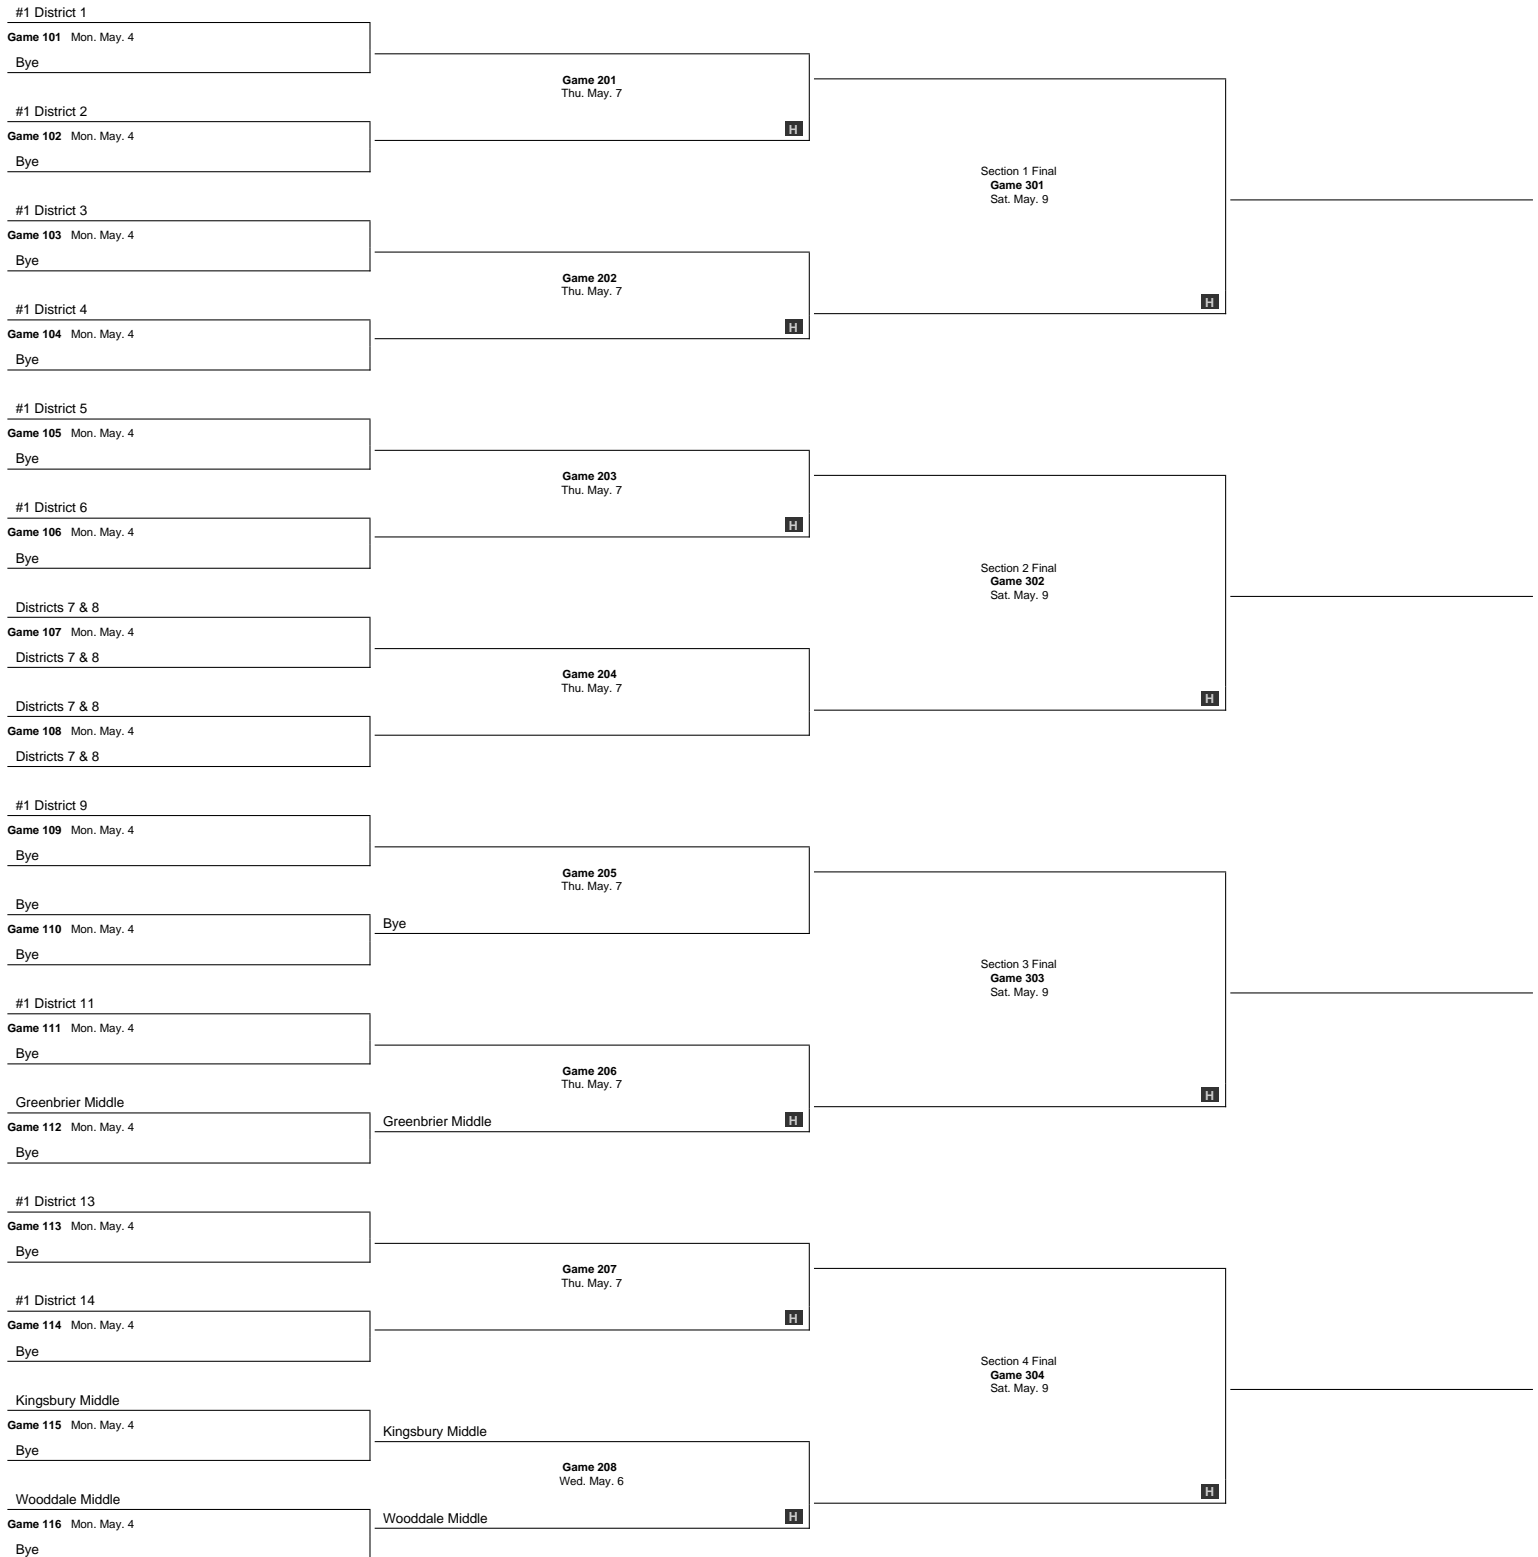 #1 District 1
Game 101 Mon. May. 4
Bye
#1 District 2
Game 102 Mon. May. 4
Bye
#1 District 3
Game 103 Mon. May. 4
Bye
#1 District 4
Game 104 Mon. May. 4
Bye
#1 District 5
Game 105 Mon. May. 4
Bye
#1 District 6
Game 106 Mon. May. 4
Bye
Districts 7 & 8
Game 107 Mon. May. 4
Districts 7 & 8
Districts 7 & 8
Game 108 Mon. May. 4
Districts 7 & 8
#1 District 9
Game 109 Mon. May. 4
Bye
Bye
Game 110 Mon. May. 4
Bye
#1 District 11
Game 111 Mon. May. 4
Bye
Greenbrier Middle
Game 112 Mon. May. 4
Bye
#1 District 13
Game 113 Mon. May. 4
Bye
#1 District 14
Game 114 Mon. May. 4
Bye
Kingsbury Middle
Game 115 Mon. May. 4
Bye
Wooddale Middle
Game 116 Mon. May. 4
Bye
Game 201
Thu. May. 7
H
Game 202
Thu. May. 7
H
Game 203
Thu. May. 7
H
Game 204
Thu. May. 7
Game 205
Thu. May. 7
Bye
Game 206
Thu. May. 7
Greenbrier Middle
H
Game 207
Thu. May. 7
H
Kingsbury Middle
Game 208
Wed. May. 6
Wooddale Middle
H
Section 1 Final
Game 301
Sat. May. 9
H
Section 2 Final
Game 302
Sat. May. 9
H
Section 3 Final
Game 303
Sat. May. 9
H
Section 4 Final
Game 304
Sat. May. 9
H